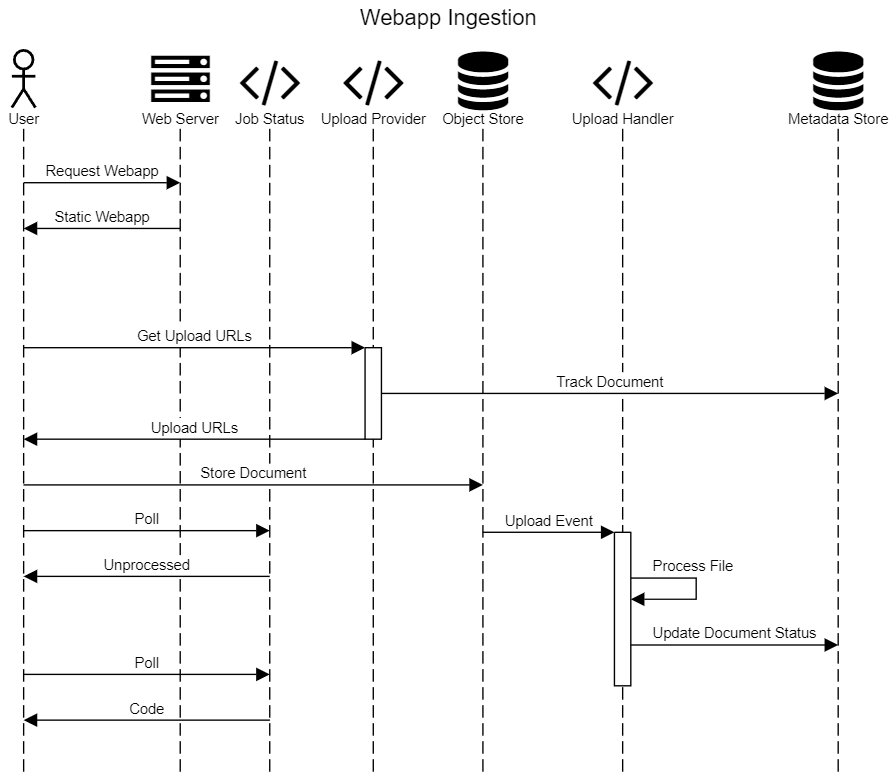 Webapp Ingestion
User
Web Server
Job Status
Upload Provider
Object Store
Upload Handler
Metadata Store
Request Webapp
Static Webapp
Get Upload URLs
Track Document
Upload URLs
Store Document
Poll
Upload Event
Unprocessed
Process File
Update Document Status
Poll
Code